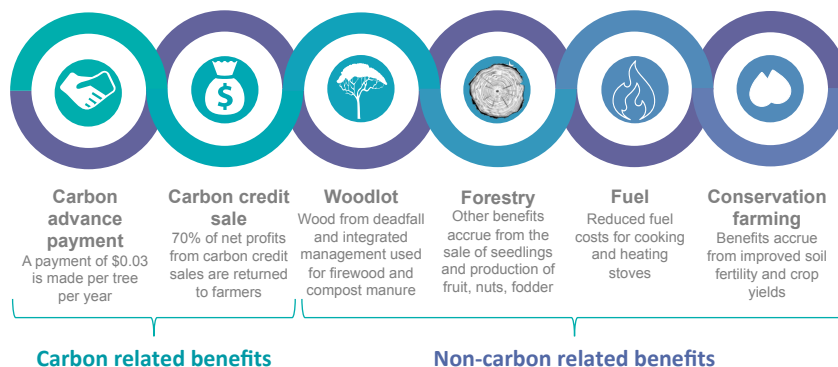 $
Carbon
advance
payment
A payment of $0.03
is made per tree
per year
Carbon credit
sale
70% of net profits
from carbon credit
sales are returned
to farmers
Woodlot
Wood from deadfall
and integrated
management used
for firewood and
compost manure
Forestry
Other benefits
accrue from the
sale of seedlings
and production of
fruit, nuts, fodder
Fuel
Reduced fuel
costs for cooking
and heating
stoves
Conservation
farming
Benefits accrue
from improved soil
fertility and crop
yields
Carbon related benefits
Non-carbon related benefits